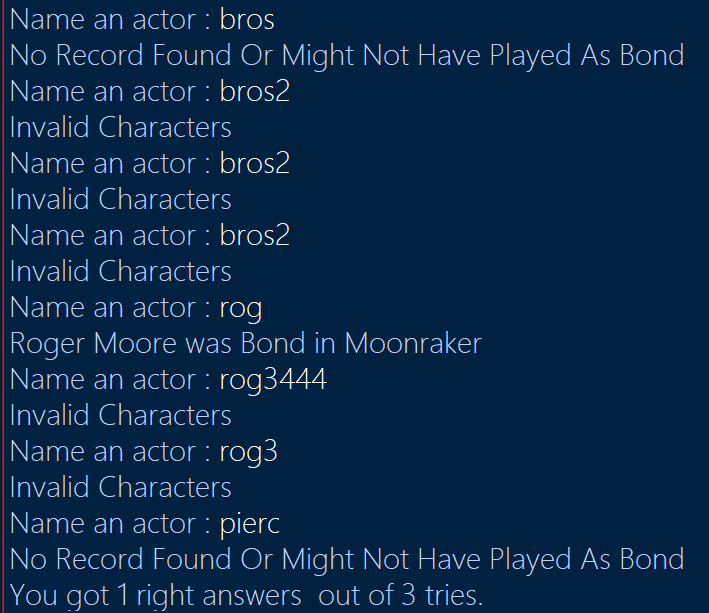 Name an actor : bros
No Record Found Or Might Not Have Played As Bond
Name an actor : bros2
Invalid Characters
Name an actor : bros2
Invalid Characters
Name an actor : bros2
Invalid Characters
Name an actor : rog
Roger Moore was Bond in Moonraker
Name an actor : rog3444
Invalid Characters
Name an actor : rog3
Invalid Characters
Name an actor : pierc
No Record Found Or Might Not Have Played As Bond
You got 1 right answers  out of 3 tries.